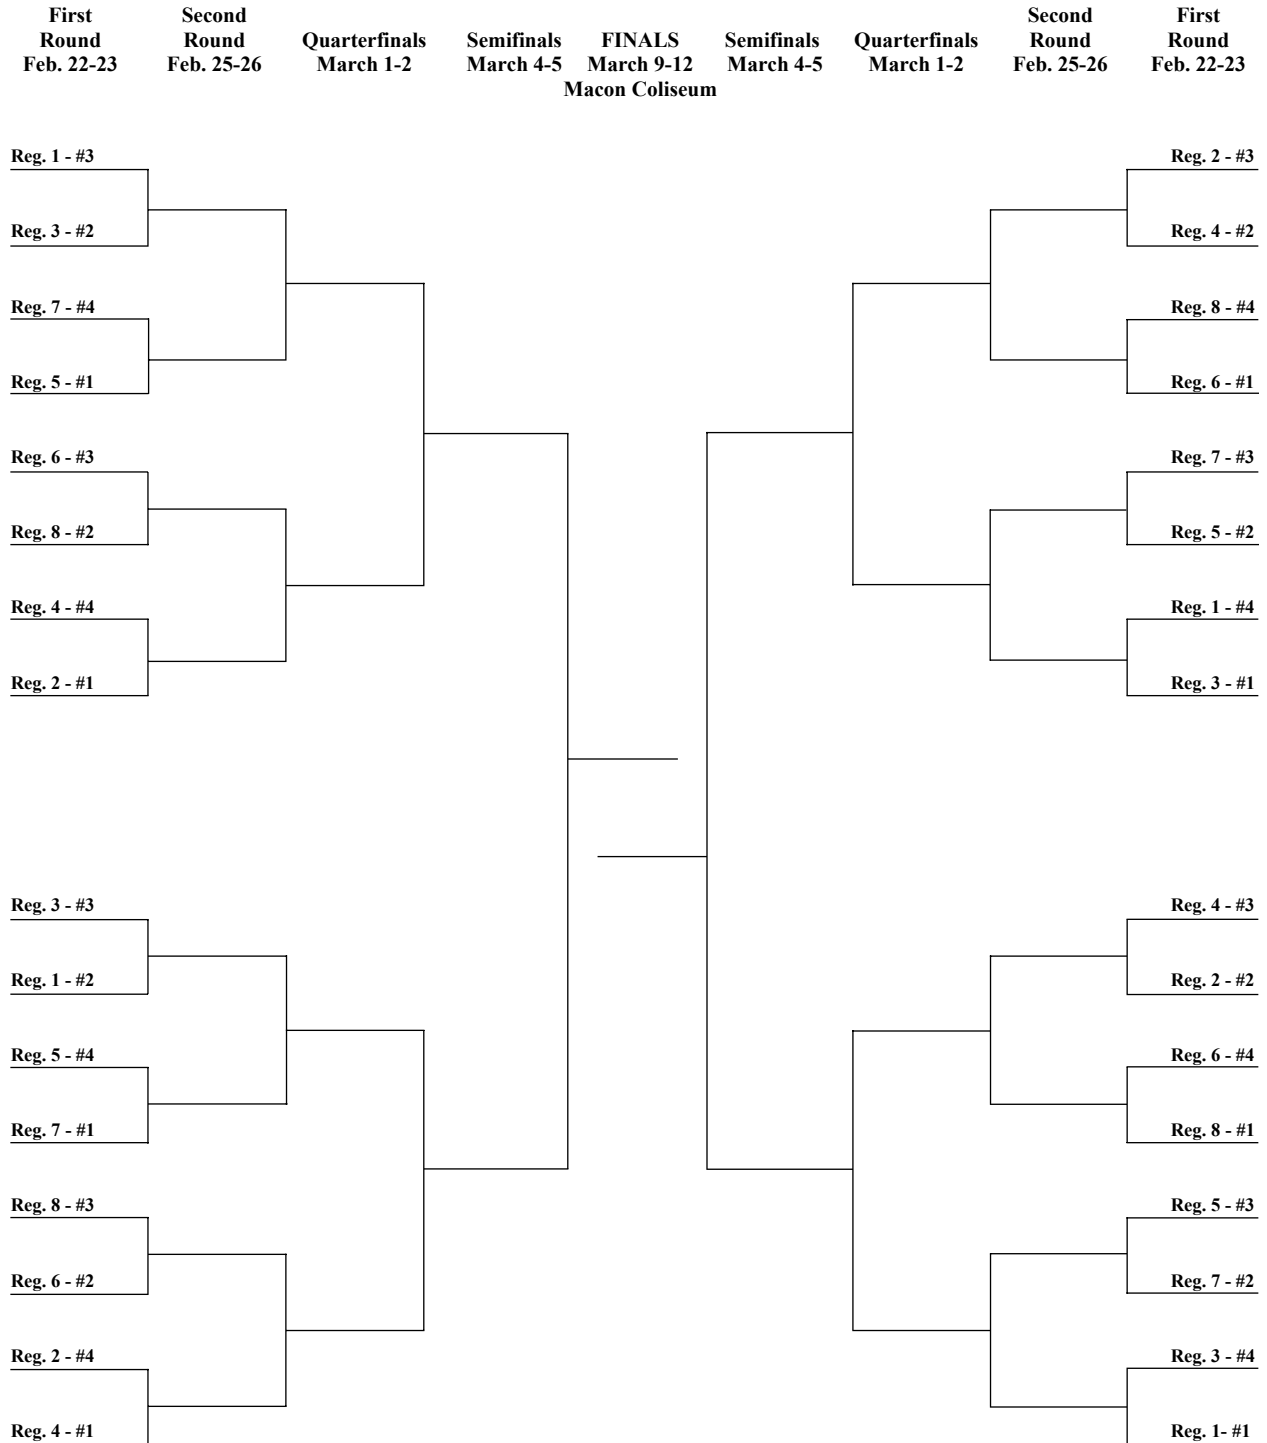 First Second Second First
Round Round Quarterfinals Semifinals FINALS Semifinals Quarterfinals Round Round
Feb. 22-23 Feb. 25-26 March 1-2 March 4-5 March 9-12 March 4-5 March 1-2 Feb. 25-26 Feb. 22-23
Macon Coliseum
Reg. 1 - #3 Reg. 2 - #3
Reg. 3 - #2 Reg. 4 - #2
Reg. 7 - #4 Reg. 8 - #4
Reg. 5 - #1 Reg. 6 - #1
Reg. 6 - #3 Reg. 7 - #3
Reg. 8 - #2 Reg. 5 - #2
Reg. 4 - #4 Reg. 1 - #4
Reg. 2 - #1 Reg. 3 - #1
Reg. 3 - #3 Reg. 4 - #3
Reg. 1 - #2 Reg. 2 - #2
Reg. 5 - #4 Reg. 6 - #4
Reg. 7 - #1 Reg. 8 - #1
Reg. 8 - #3 Reg. 5 - #3
Reg. 6 - #2 Reg. 7 - #2
Reg. 2 - #4 Reg. 3 - #4
Reg. 4 - #1 Reg. 1- #1